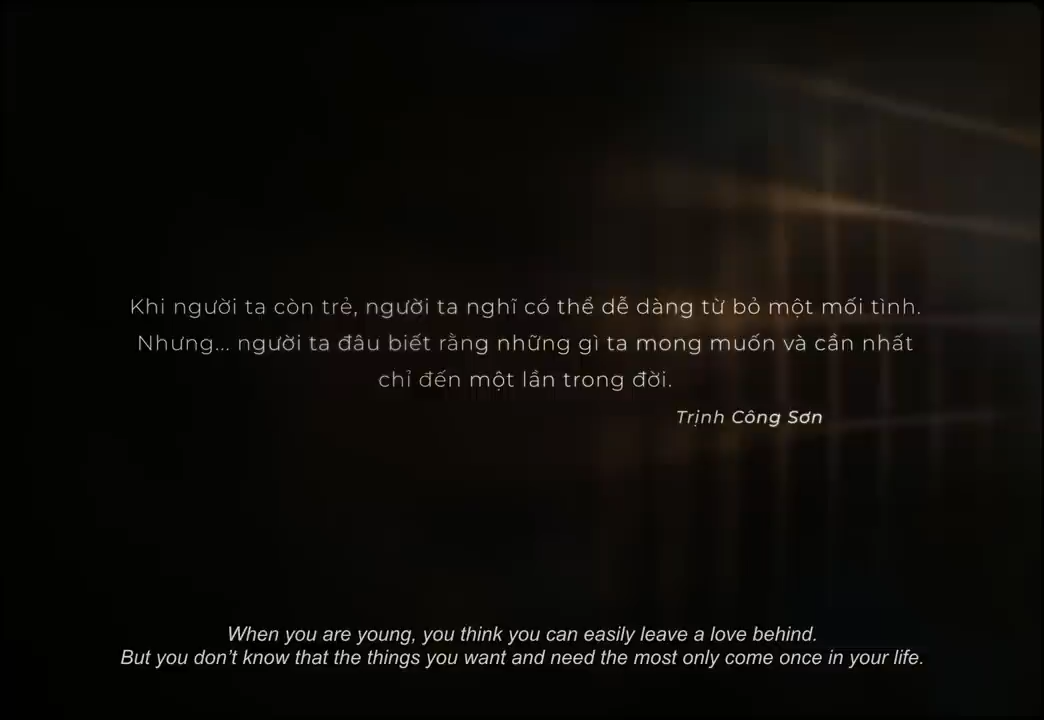 Khi người ta còn trẻ, người ta nghĩ có thể dễ dàng từ bỏ một mối tình.
Nhưng... người ta đâu biết rằng những gì ta mong muốn và cần nhất
chỉ đến một lần trong đời.
Trịnh Công Sơn
When you are young, you think you can easily leave a love behind.
But you don’t know that the things you want and need the most only come once in your life.